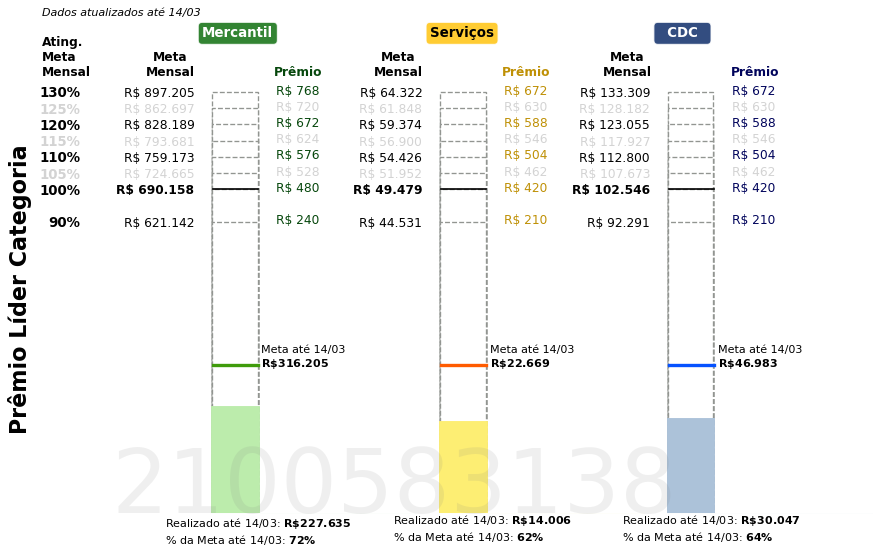 Dados atualizados até 14/03
Mercantil Serviços CDC
Ating.
Meta
Mensal
Meta
Mensal Prêmio Meta
Mensal Prêmio Meta
Mensal Prêmio
130% R$ 897.205 R$ 768 R$ 64.322 R$ 672 R$ 133.309 R$ 672
125% R$ 862.697 R$ 720 R$ 61.848 R$ 630 R$ 128.182 R$ 630
120% R$ 828.189 R$ 672 R$ 59.374 R$ 588 R$ 123.055 R$ 588
115% R$ 793.681 R$ 624 R$ 56.900 R$ 546 R$ 117.927 R$ 546
110% R$ 759.173 R$ 576 R$ 54.426 R$ 504 R$ 112.800 R$ 504
105% R$ 724.665 R$ 528 R$ 51.952 R$ 462 R$ 107.673 R$ 462
100% R$ 690.158 R$ 480 R$ 49.479 R$ 420 R$ 102.546 R$ 420
90% R$ 621.142 R$ 240 R$ 44.531 R$ 210 R$ 92.291 R$ 210
Prêmio Líder Categoria
Meta até 14/03 Meta até 14/03 Meta até 14/03
R$316.205 R$22.669 R$46.983
2100583138
Realizado até 14/03: R$227.635 Realizado até 14/03: R$14.006 Realizado até 14/03: R$30.047
% da Meta até 14/03: 72% % da Meta até 14/03: 62% % da Meta até 14/03: 64%